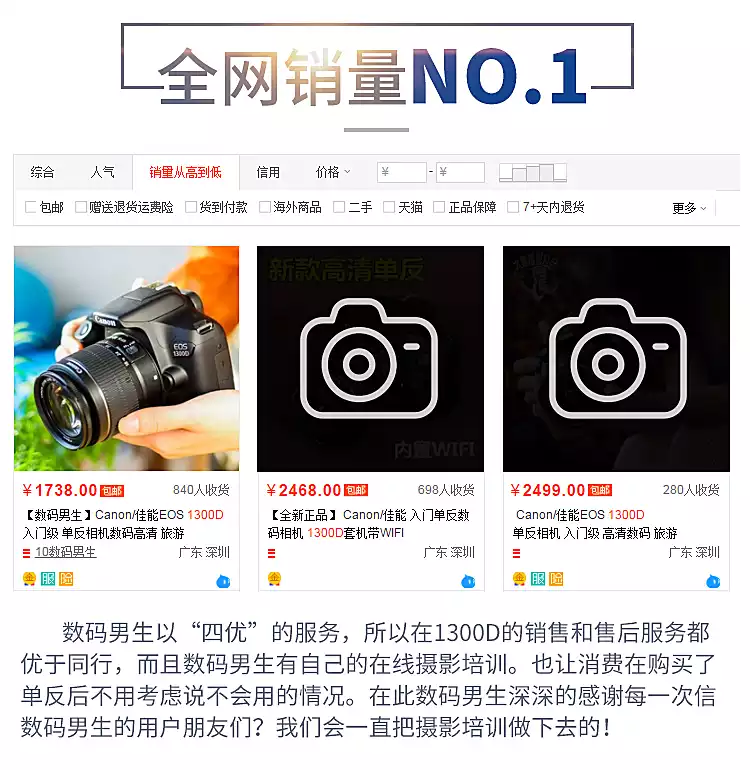 全网销量NO.1
综合 人气 销量从高到低 信用 价格 ¥ - ¥
包邮 赠送退货运费险 货到付款 海外商品 二手 天猫 正品保障 7+天内退货 更多
新款高清单反
Canon
EOS
1300D
内置WIFI
¥1738.00 包邮 840人收货
¥2468.00 包邮 698人收货
¥2499.00 包邮 280人收货
【数码男生】Canon/佳能EOS 1300D
入门级 单反相机数码高清 旅游
【全新正品】Canon/佳能 入门单反数
码相机 1300D套机带WIFI
Canon/佳能EOS 1300D
单反相机 入门级 高清数码 旅游
10数码男生 广东 深圳
广东 深圳
广东 深圳
金 服 险
金
金 服 险
数码男生以“四优”的服务，所以在1300D的销售和售后服务都
优于同行，而且数码男生有自己的在线摄影培训。也让消费在购买了
单反后不用考虑说不会用的情况。在此数码男生深深的感谢每一次信
数码男生的用户朋友们？我们会一直把摄影培训做下去的！